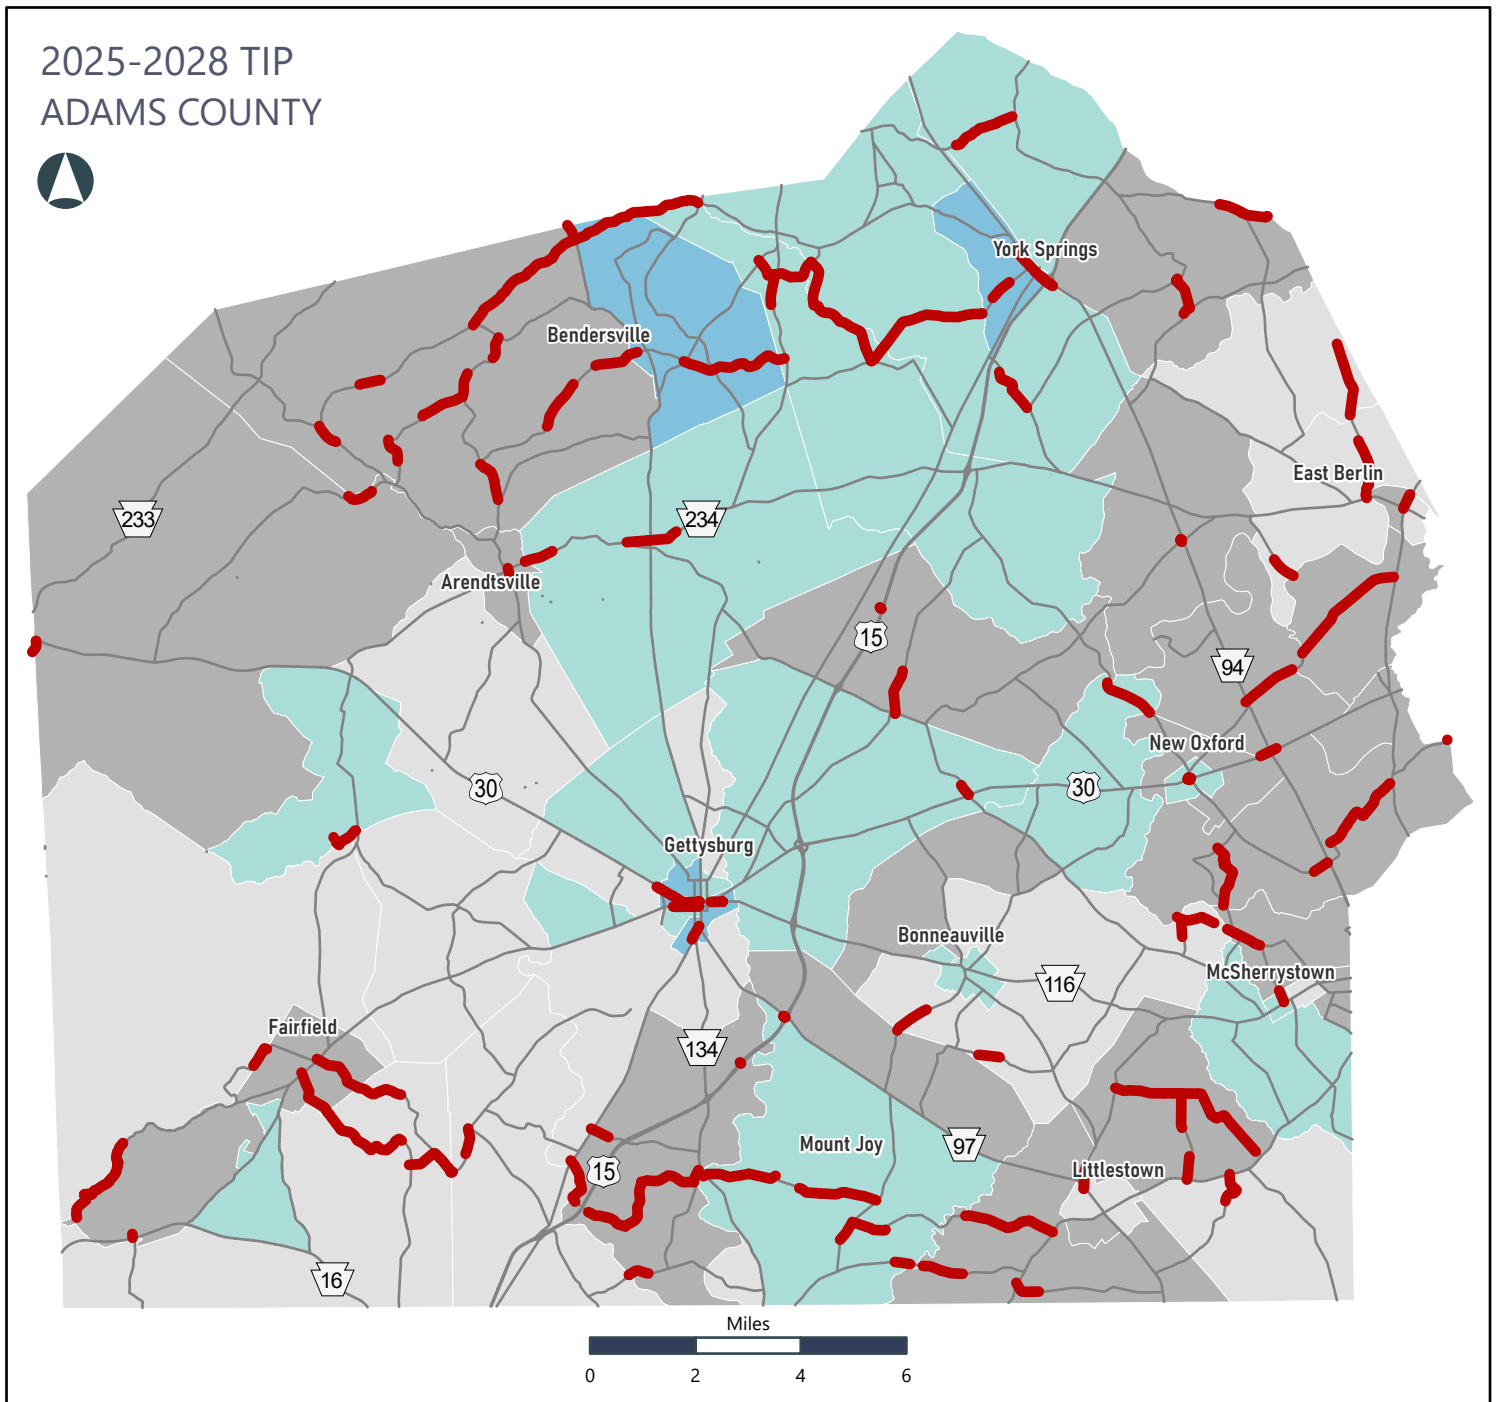 2025-2028 TIP
ADAMS COUNTY
York Springs
Bendersville
East Berlin
233
234
Arendtsville
15
94
New Oxford
30
30
Gettysburg
Bonneauville
McSherrystown
116
Fairfield
134
Mount Joy
97
15
Littlestown
16
Miles
0 2 4 6